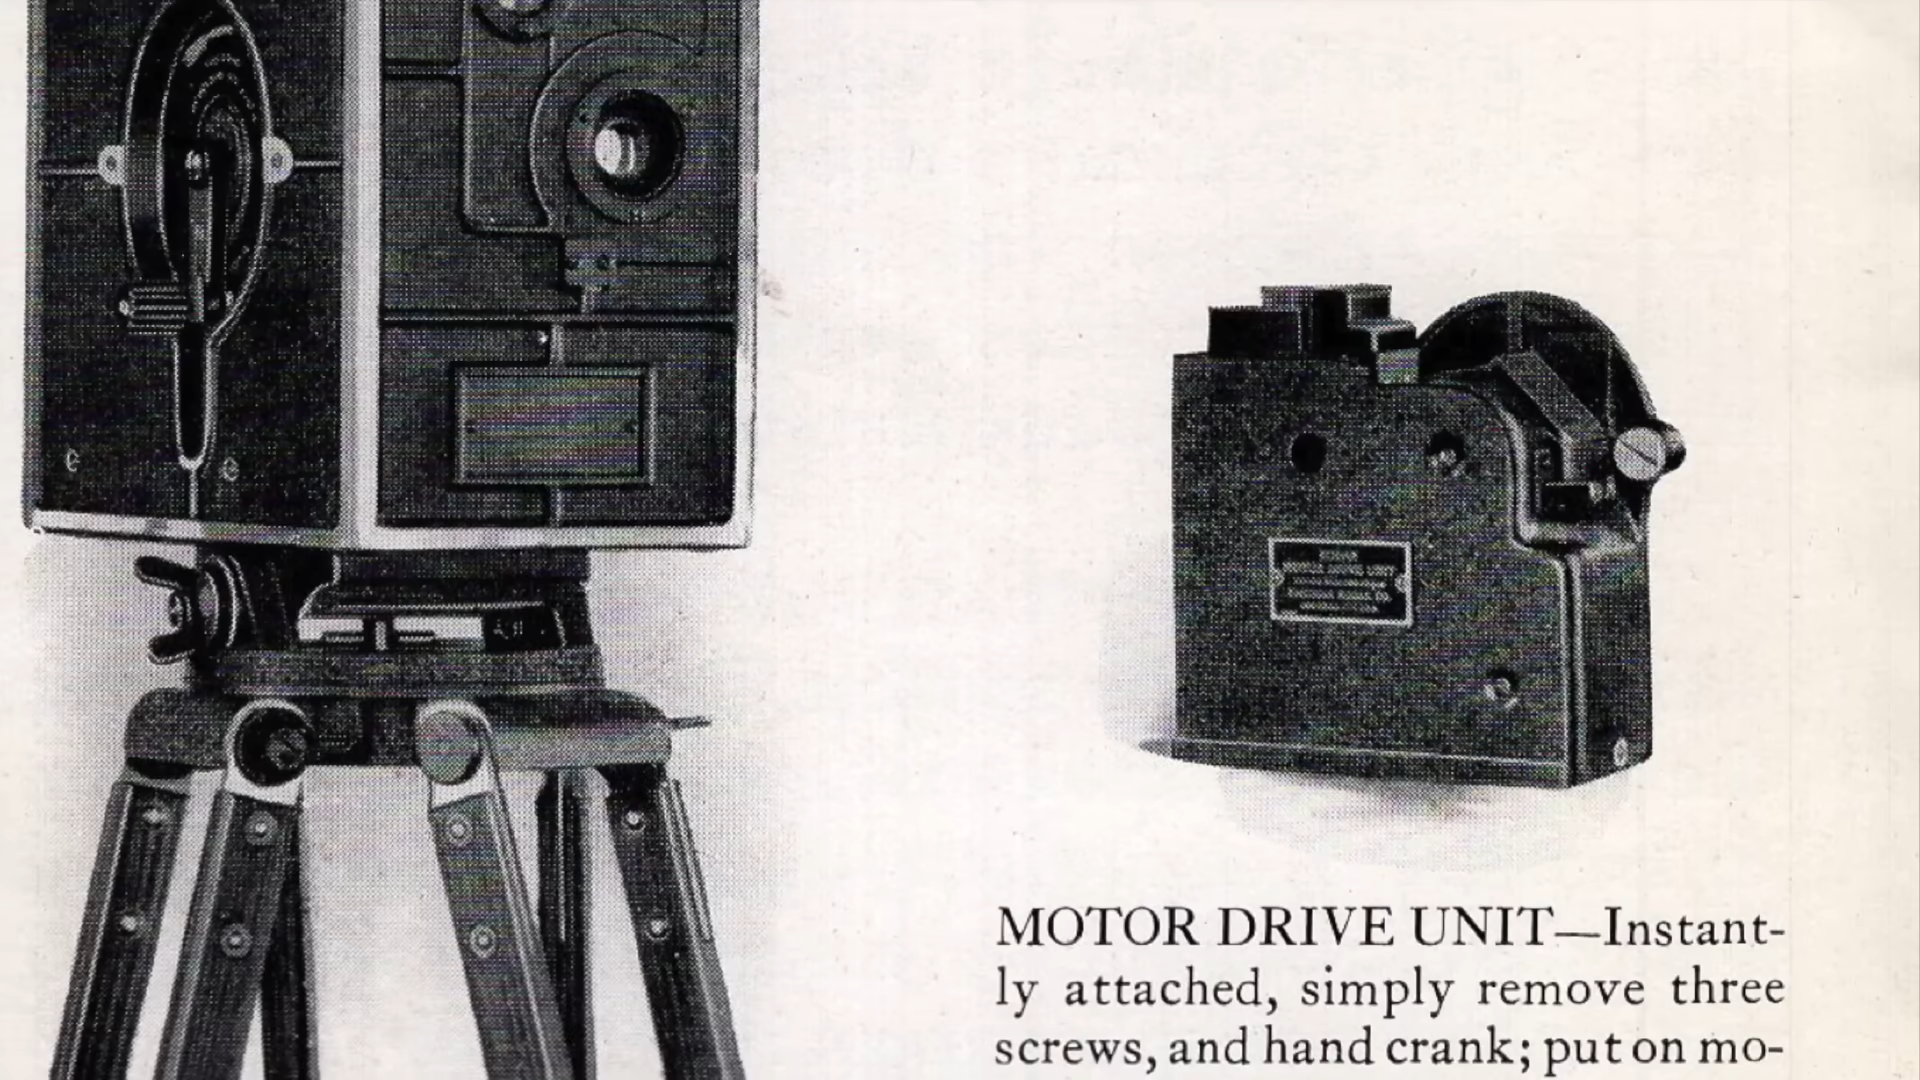 MOTOR DRIVE UNIT—Instant-
ly attached, simply remove three
screws, and hand crank; put on mo-